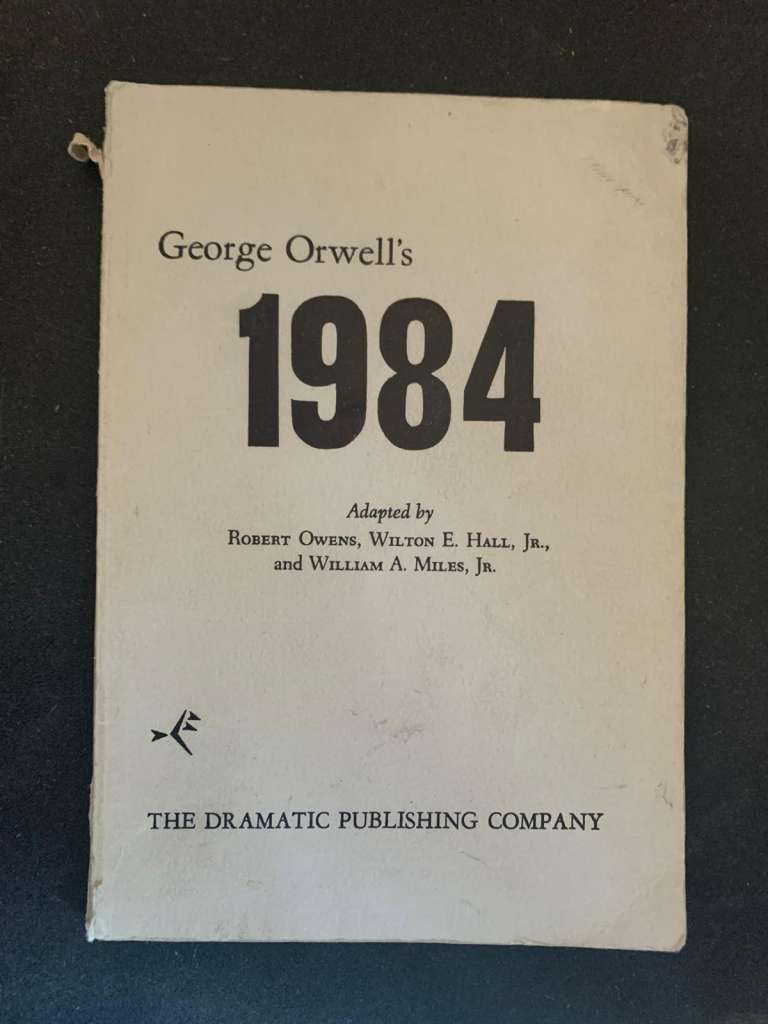 George Orwell's
1984
Adapted by
Robert Owens, Wilton E. Hall, Jr.,
and William A. Miles, Jr.
THE DRAMATIC PUBLISHING COMPANY